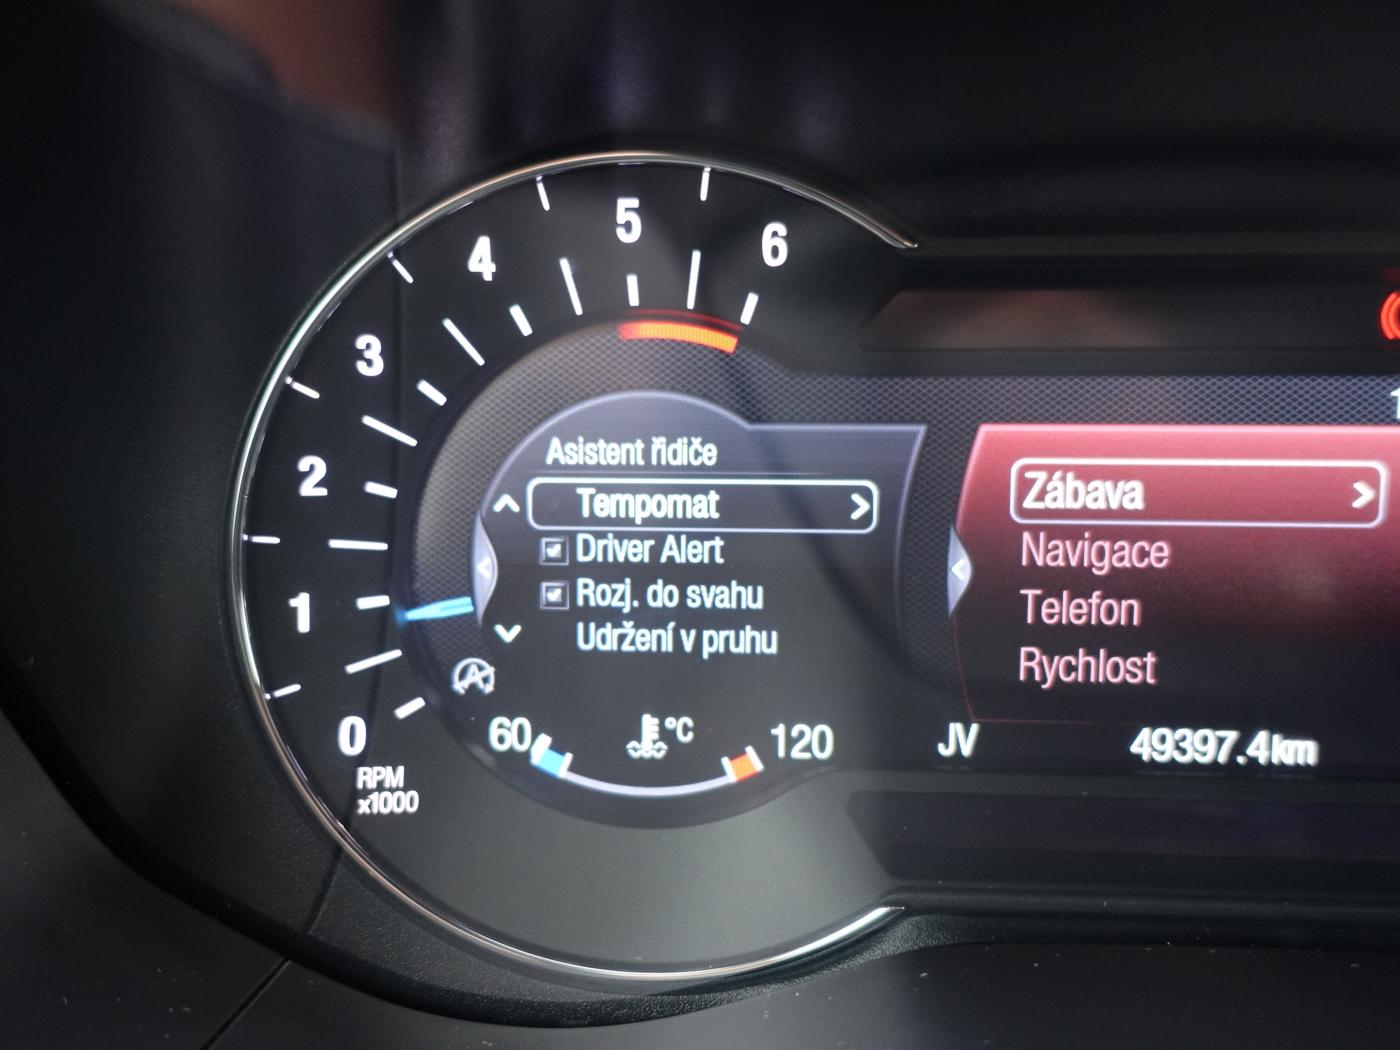 0
1
2
3
4
5
6
RPM
x1000
Asistent řidiče
Tempomat
Driver Alert
Rozj. do svahu
Udržení v pruhu
A
60
°C
120
Zábava
Navigace
Telefon
Rychlost
JV
49397.4km